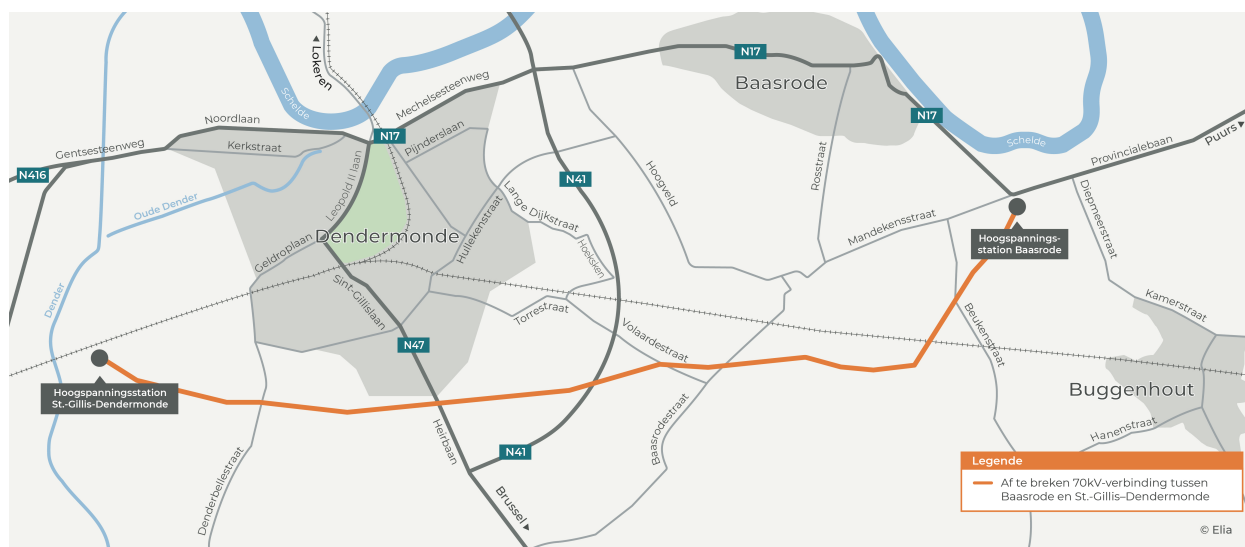 Lokeren
N17
Baasrode
Schelde
Mechelsesteenweg
N17
Noordlaan
N17
Pijnderslaan
Gentsesteenweg
Kerkstraat
Rosstraat
Schelde
Provincialebaan
Puurs
N416
Leopold II laan
N41
Hoogveld
Oude Dender
Lange Dijkstraat
Mandekensstraat
Diepmeerstraat
Dendermonde
Hullekenstraat
Hoeksken
Geldroplaan
Hoogspannings-
station Baasrode
Dender
Sint-Gillislaan
Torrestraat
Volaardestraat
Beukenstraat
Kamerstraat
N47
Hoogspanningsstation
St.-Gillis-Dendermonde
Buggenhout
Heirbaan
Baasrodestraat
Hanenstraat
Denderbellestraat
N41
Brussel
Legende
Af te breken 70kV-verbinding tussen
Baasrode en St.-Gillis–Dendermonde
© Elia